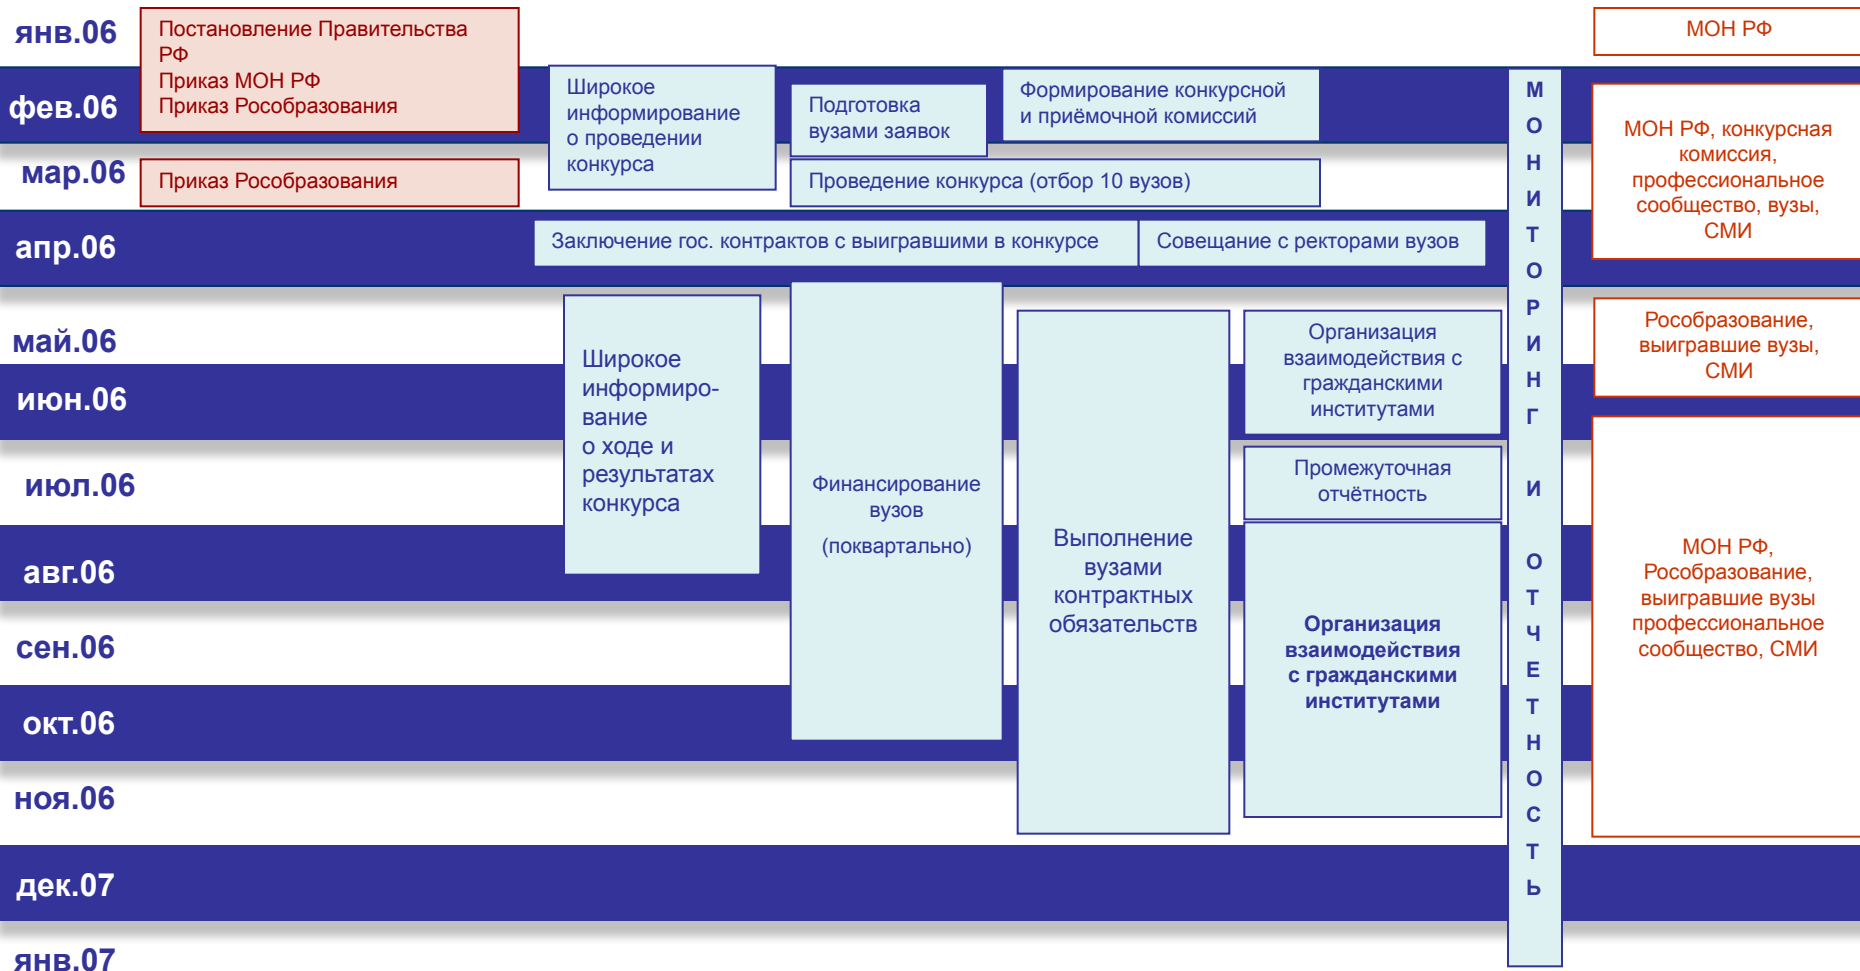 янв.06
фев.06
мар.06
апр.06
май.06
июн.06
июл.06
авг.06
сен.06
окт.06
ноя.06
дек.07
янв.07
Постановление Правительства
РФ
Приказ МОН РФ
Приказ Рособразования
Приказ Рособразования
Широкое
информирование
о проведении
конкурса
Подготовка
вузами заявок
Формирование конкурсной
и приёмочной комиссий
Проведение конкурса (отбор 10 вузов)
Заключение гос. контрактов с выигравшими в конкурсе
Совещание с ректорами вузов
Широкое
информиро-
вание
о ходе и
результатах
конкурса
Финансирование
вузов
(поквартально)
Выполнение
вузами
контрактных
обязательств
Организация
взаимодействия с
гражданскими
институтами
Промежуточная
отчётность
Организация
взаимодействия
с гражданскими
институтами
М
О
Н
И
Т
О
Р
И
Н
Г
И
О
Т
Ч
Е
Т
Н
О
С
Т
Ь
МОН РФ
МОН РФ, конкурсная
комиссия,
профессиональное
сообщество, вузы,
СМИ
Рособразование,
выигравшие вузы,
СМИ
МОН РФ,
Рособразование,
выигравшие вузы
профессиональное
сообщество, СМИ